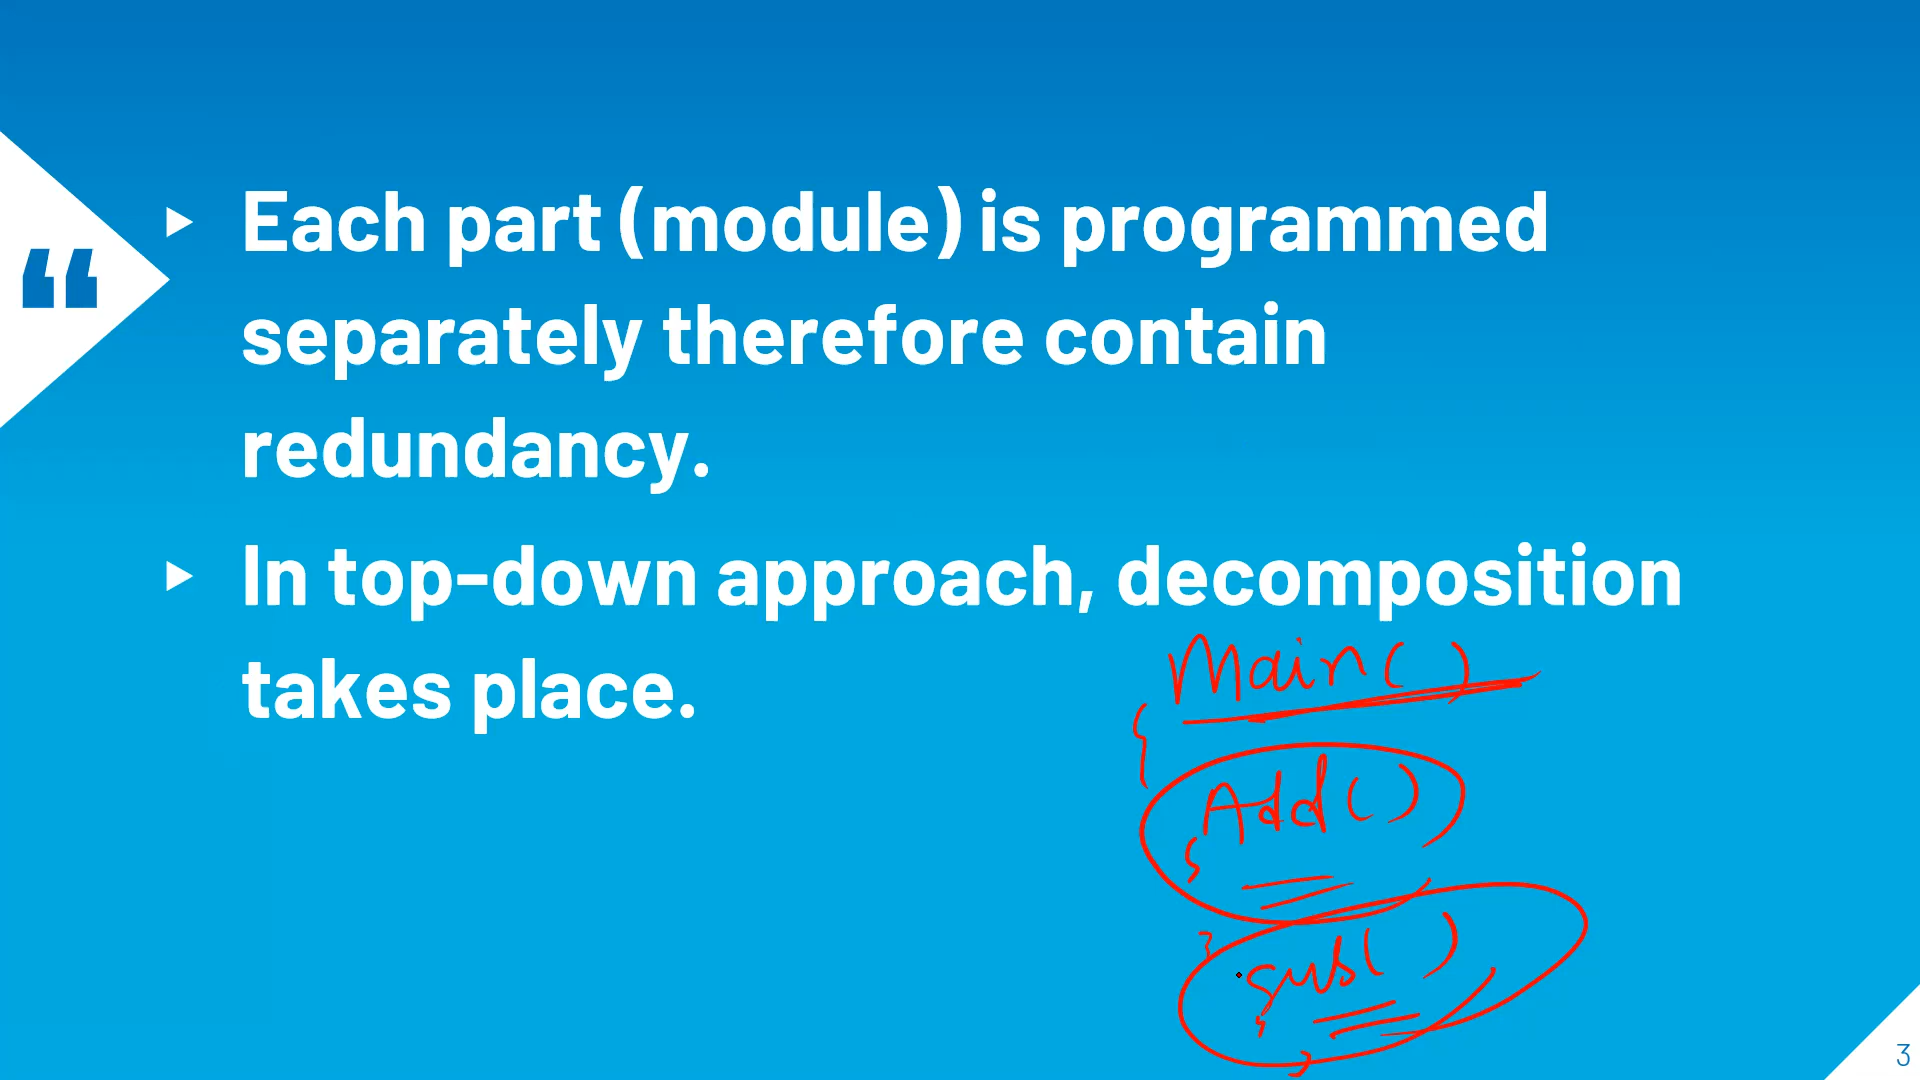 “
▸ Each part (module) is programmed
separately therefore contain
redundancy.
▸ In top-down approach, decomposition
takes place.
Main()
{
Add()
{
}
sub()
{
}
3